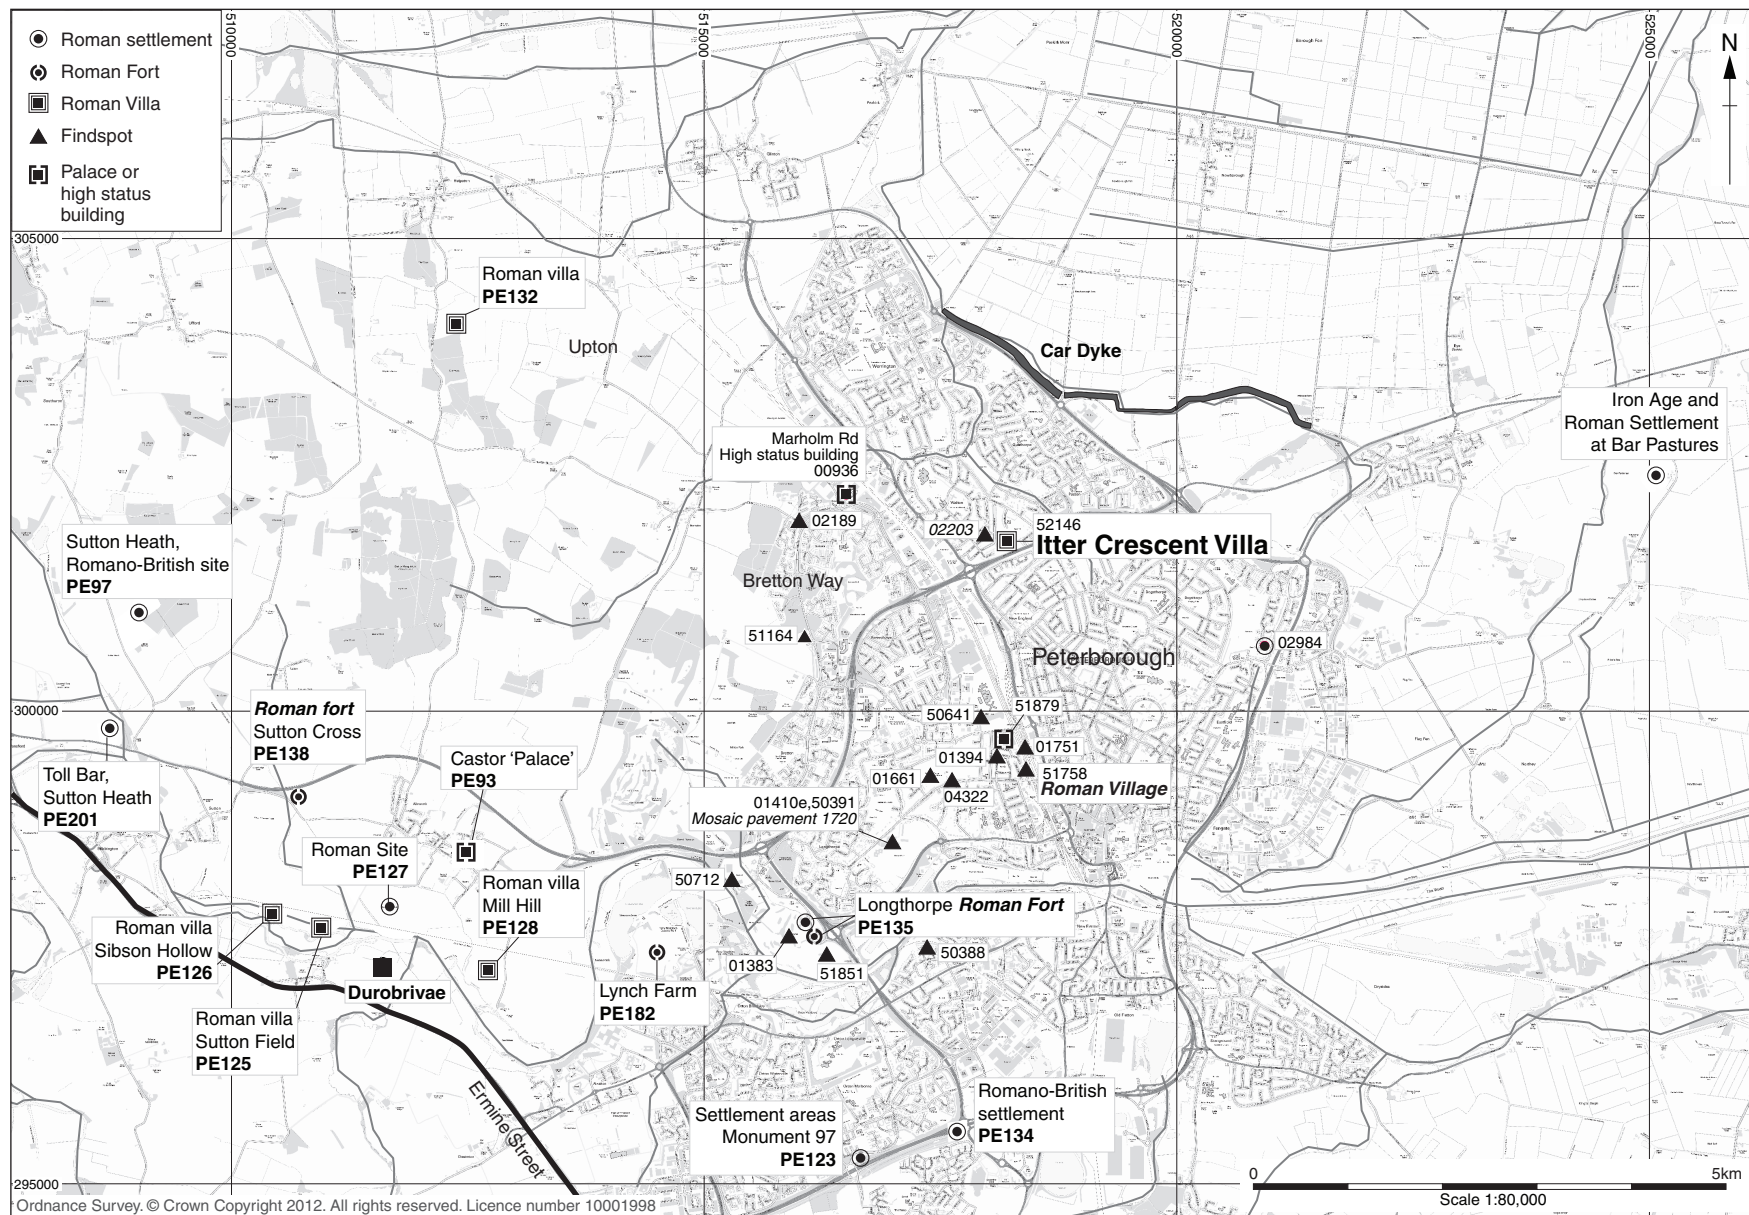 Roman settlement
Roman Fort
Roman Villa
Findspot
Palace or
high status
building
510000
515000
520000
525000
N
305000
Roman villa
PE132
Upton
Car Dyke
Iron Age and
Roman Settlement
at Bar Pastures
Marholm Rd
High status building
00936
02189
02203
52146
Itter Crescent Villa
Sutton Heath,
Romano-British site
PE97
Bretton Way
51164
02984
Peterborough
300000
Roman fort
Sutton Cross
PE138
50641
51879
Castor ‘Palace’
PE93
01394
01751
Toll Bar,
Sutton Heath
PE201
01661
04322
51758
Roman Village
01410e,50391
Mosaic pavement 1720
Roman Site
PE127
50712
Roman villa
Mill Hill
PE128
Longthorpe Roman Fort
PE135
Roman villa
Sibson Hollow
PE126
01383
51851
50388
Durobrivae
Lynch Farm
PE182
Roman villa
Sutton Field
PE125
Ermine Street
Settlement areas
Monument 97
PE123
Romano-British
settlement
PE134
295000
0
5km
Scale 1:80,000
Ordnance Survey. © Crown Copyright 2012. All rights reserved. Licence number 10001998